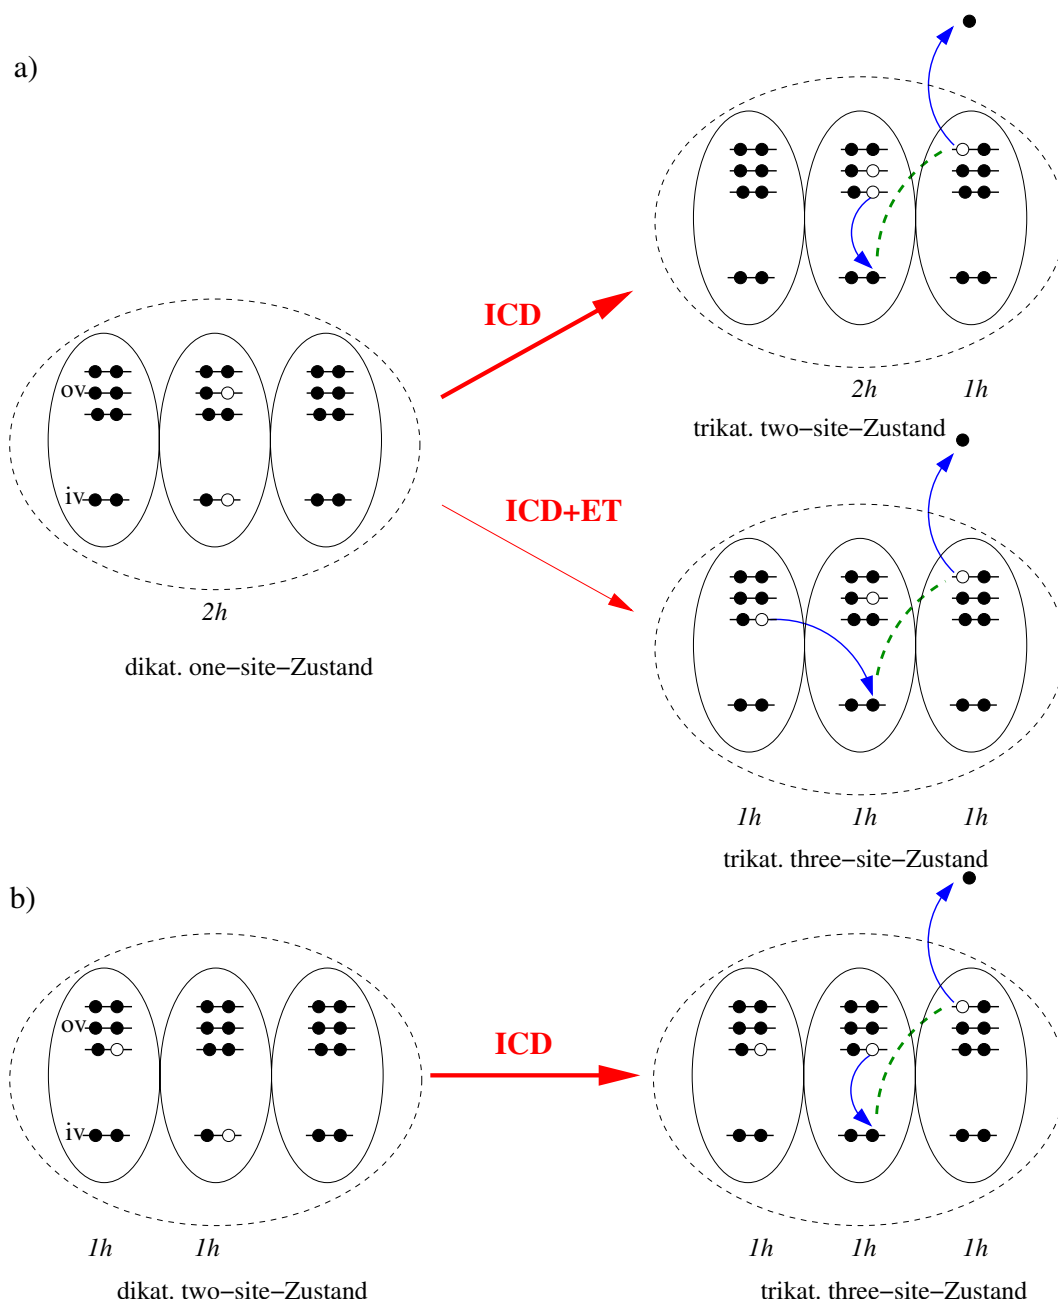 a)
ICD
ov
iv
2h 1h
trikat. two−site−Zustand
ICD+ET
2h
dikat. one−site−Zustand
1h 1h 1h
trikat. three−site−Zustand
b)
ov
ICD
iv
1h 1h
1h 1h 1h
dikat. two−site−Zustand
trikat. three−site−Zustand